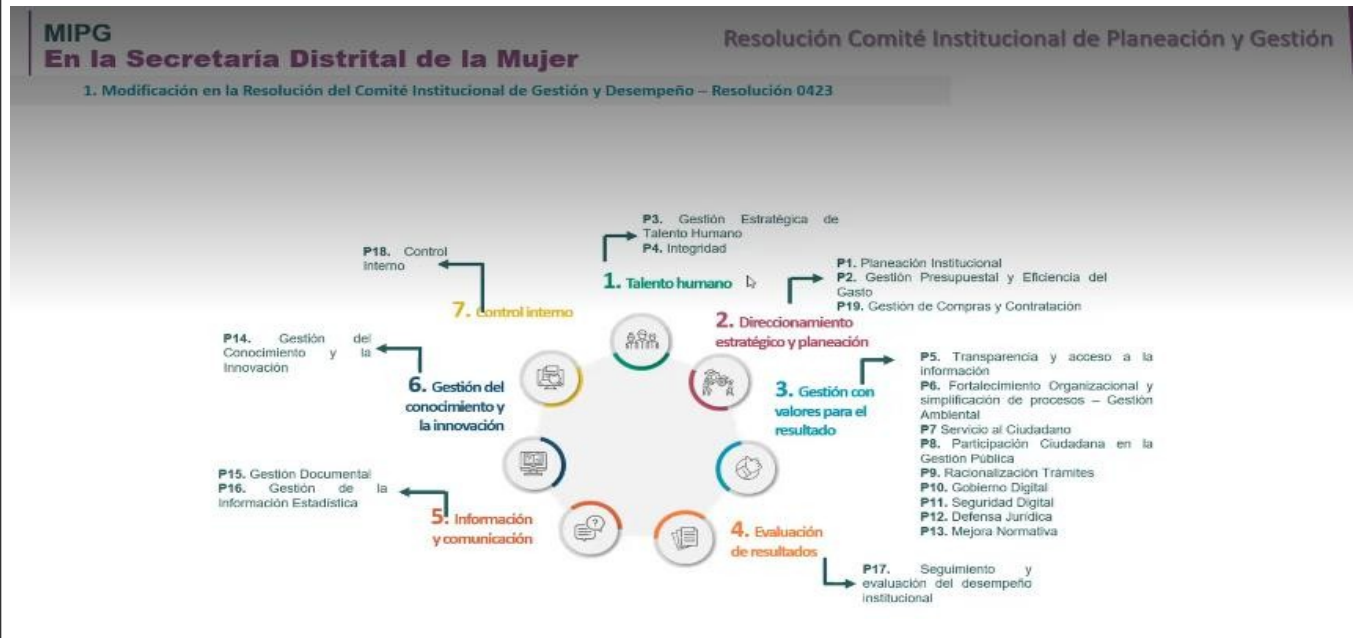 MIPG
En la Secretaría Distrital de la Mujer
Resolución Comité Institucional de Planeación y Gestión
1. Modificación en la Resolución del Comité Institucional de Gestión y Desempeño – Resolución 0423
P3. Gestión Estratégica de
Talento Humano
P4. Integridad
1. Talento humano
P1. Planeación Institucional
P2. Gestión Presupuestal y Eficiencia del
Gasto
P19. Gestión de Compras y Contratación
2. Direccionamiento
estratégico y planeación
P5. Transparencia y acceso a la
información
P6. Fortalecimiento Organizacional y
simplificación de procesos – Gestión
Ambiental
P7 Servicio al Ciudadano
P8. Participación Ciudadana en la
Gestión Pública
P9. Racionalización Trámites
P10. Gobierno Digital
P11. Seguridad Digital
P12. Defensa Jurídica
P13. Mejora Normativa
3. Gestión con
valores para el
resultado
4. Evaluación
de resultados
P17. Seguimiento y
evaluación del desempeño
institucional
5. Información
y comunicación
P15. Gestión Documental
P16. Gestión de la
Información Estadística
6. Gestión del
conocimiento y
la innovación
P14. Gestión del
Conocimiento y la
Innovación
7. Control interno
P18. Control
Interno